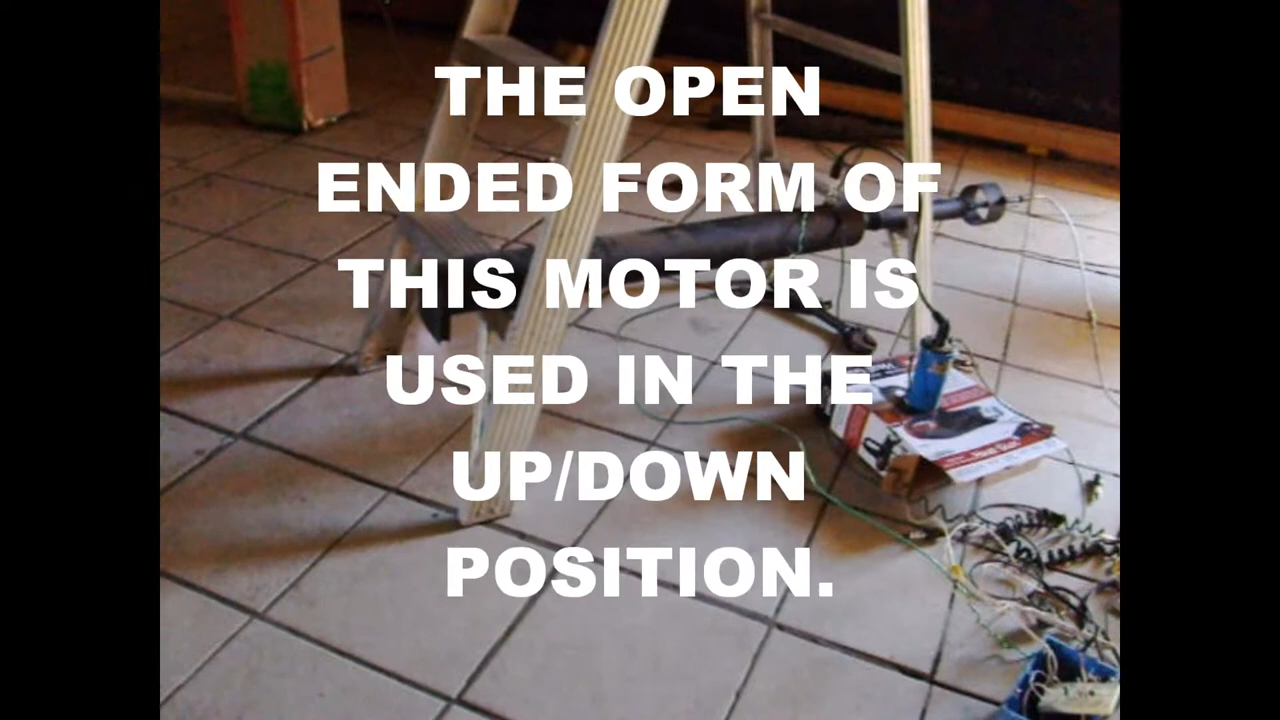 THE OPEN
ENDED FORM OF
THIS MOTOR IS
USED IN THE
UP/DOWN
POSITION.